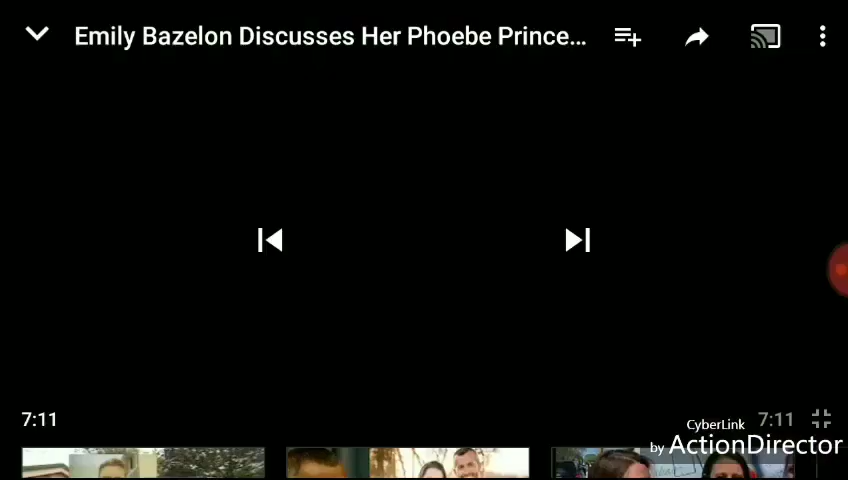 Emily Bazelon Discusses Her Phoebe Prince...
7:11
7:11
CyberLink
by ActionDirector